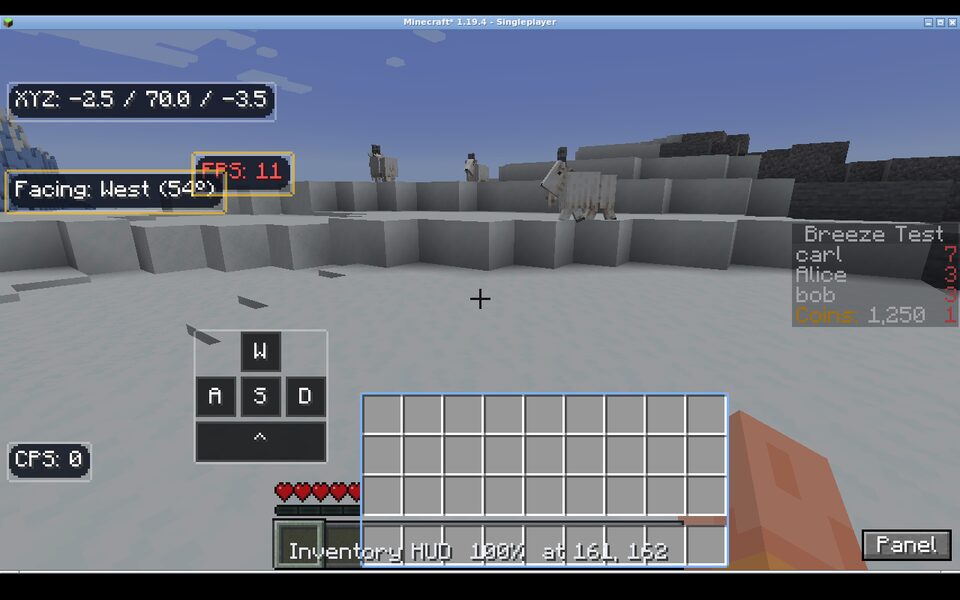 Minecraft* 1.19.4 - Singleplayer
XYZ: -2.5 / 70.0 / -3.5
FPS: 11
Facing: West (54°)
Breeze Test
carl 7
Alice 3
bob 3
Coins: 1,250 1
W
A S D
^
CPS: 0
Inventory HUD 100% at 161, 162
Panel